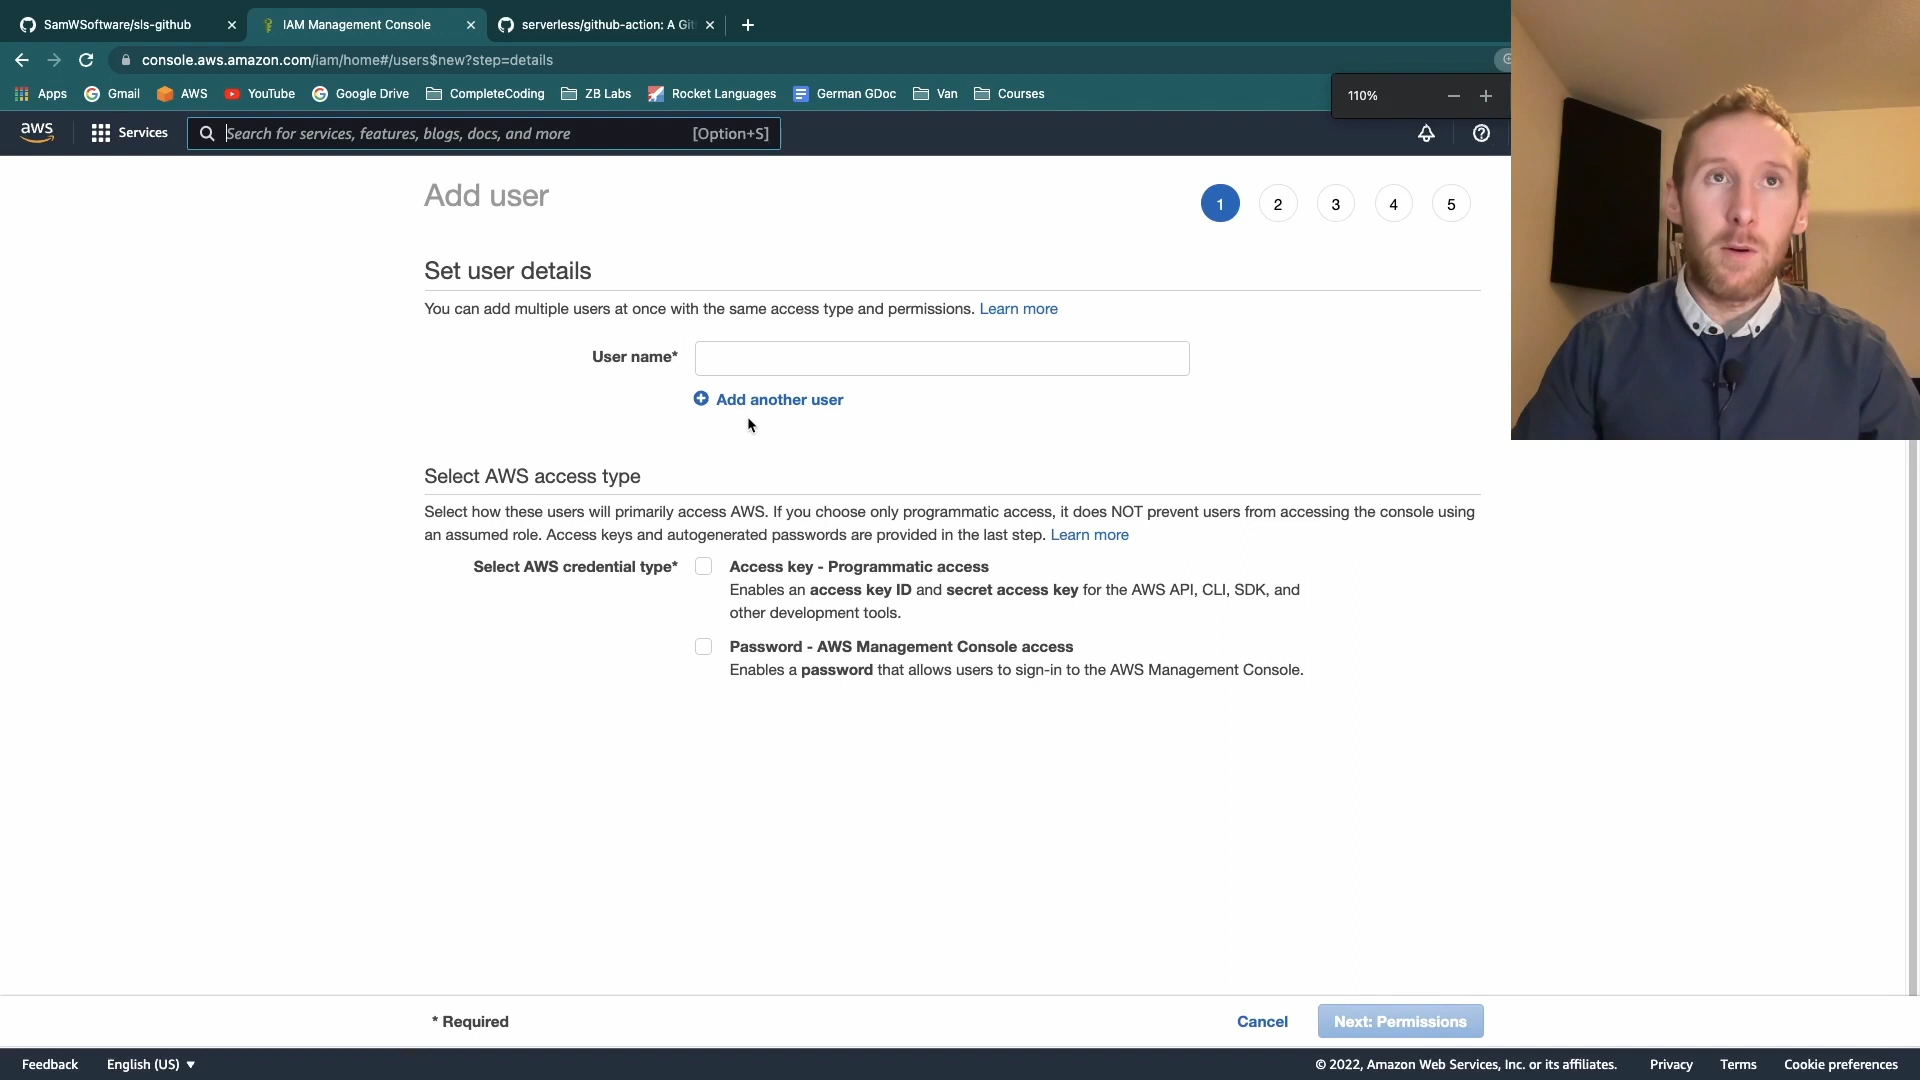 SamWSoftware/sls-github
IAM Management Console
serverless/github-action: A Git
console.aws.amazon.com/iam/home#/users$new?step=details
Apps
Gmail
AWS
YouTube
Google Drive
CompleteCoding
ZB Labs
Rocket Languages
German GDoc
Van
Courses
110%
aws
Services
Search for services, features, blogs, docs, and more
[Option+S]
Add user
1
2
3
4
5
Set user details
You can add multiple users at once with the same access type and permissions. Learn more
User name*
Add another user
Select AWS access type
Select how these users will primarily access AWS. If you choose only programmatic access, it does NOT prevent users from accessing the console using
an assumed role. Access keys and autogenerated passwords are provided in the last step. Learn more
Select AWS credential type*
Access key - Programmatic access
Enables an access key ID and secret access key for the AWS API, CLI, SDK, and
other development tools.
Password - AWS Management Console access
Enables a password that allows users to sign-in to the AWS Management Console.
* Required
Cancel
Next: Permissions
Feedback
English (US)
© 2022, Amazon Web Services, Inc. or its affiliates.
Privacy
Terms
Cookie preferences